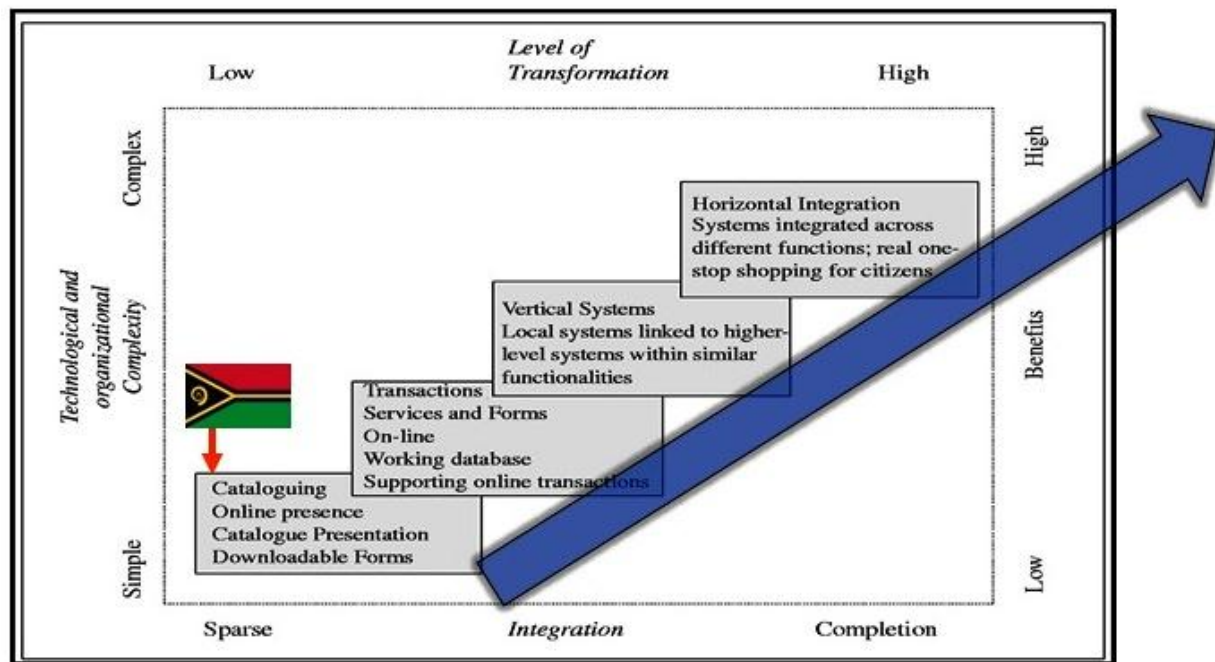 Level of
Transformation
Low
High
Complex
Technological and
organizational
Complexity
Simple
High
Benefits
Low
Horizontal Integration
Systems integrated across
different functions; real one-
stop shopping for citizens
Vertical Systems
Local systems linked to higher-
level systems within similar
functionalities
Transactions
Services and Forms
On-line
Working database
Supporting online transactions
Cataloguing
Online presence
Catalogue Presentation
Downloadable Forms
Sparse
Integration
Completion